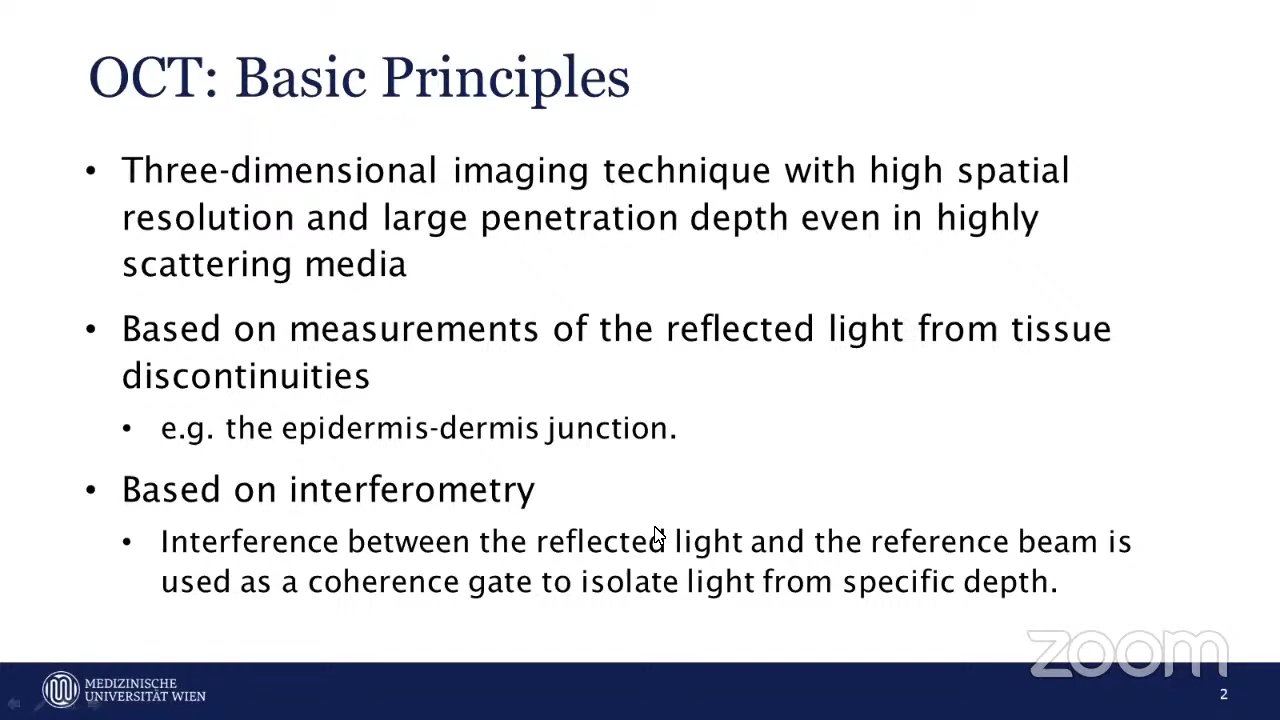 OCT: Basic Principles
• Three-dimensional imaging technique with high spatial
resolution and large penetration depth even in highly
scattering media
• Based on measurements of the reflected light from tissue
discontinuities
• e.g. the epidermis-dermis junction.
• Based on interferometry
• Interference between the reflected light and the reference beam is
used as a coherence gate to isolate light from specific depth.
zoom
MEDIZINISCHE
UNIVERSITÄT WIEN
2